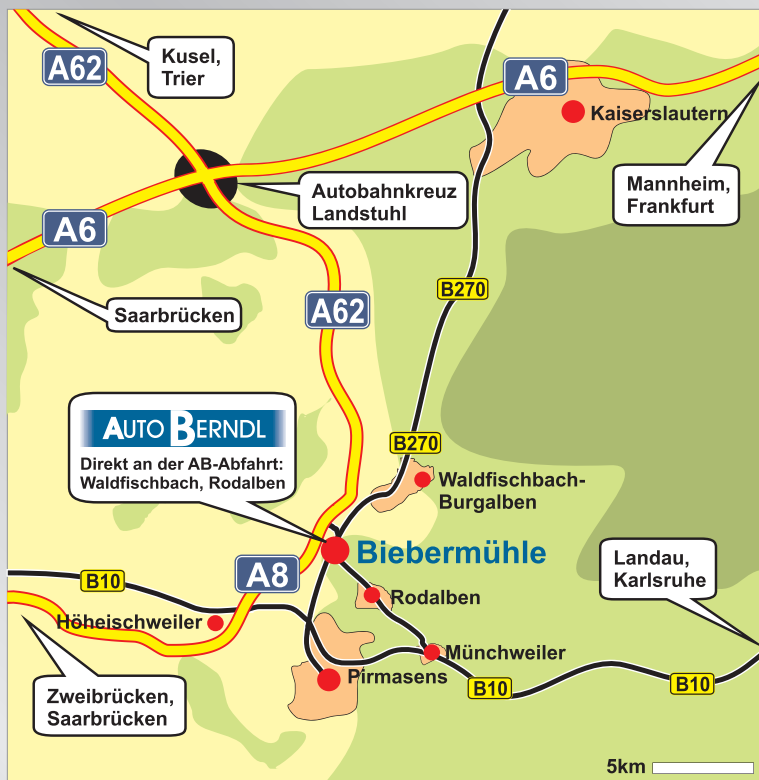 Kusel,
Trier
A62
A6
Kaiserslautern
Mannheim,
Frankfurt
Autobahnkreuz
Landstuhl
A6
Saarbrücken
B270
A62
AUTO BERNDL
Direkt an der AB-Abfahrt:
Waldfischbach, Rodalben
B270
Waldfischbach-
Burgalben
Biebermühle
Landau,
Karlsruhe
A8
B10
Rodalben
Höheischweiler
Münchweiler
Pirmasens
B10
B10
Zweibrücken,
Saarbrücken
5km